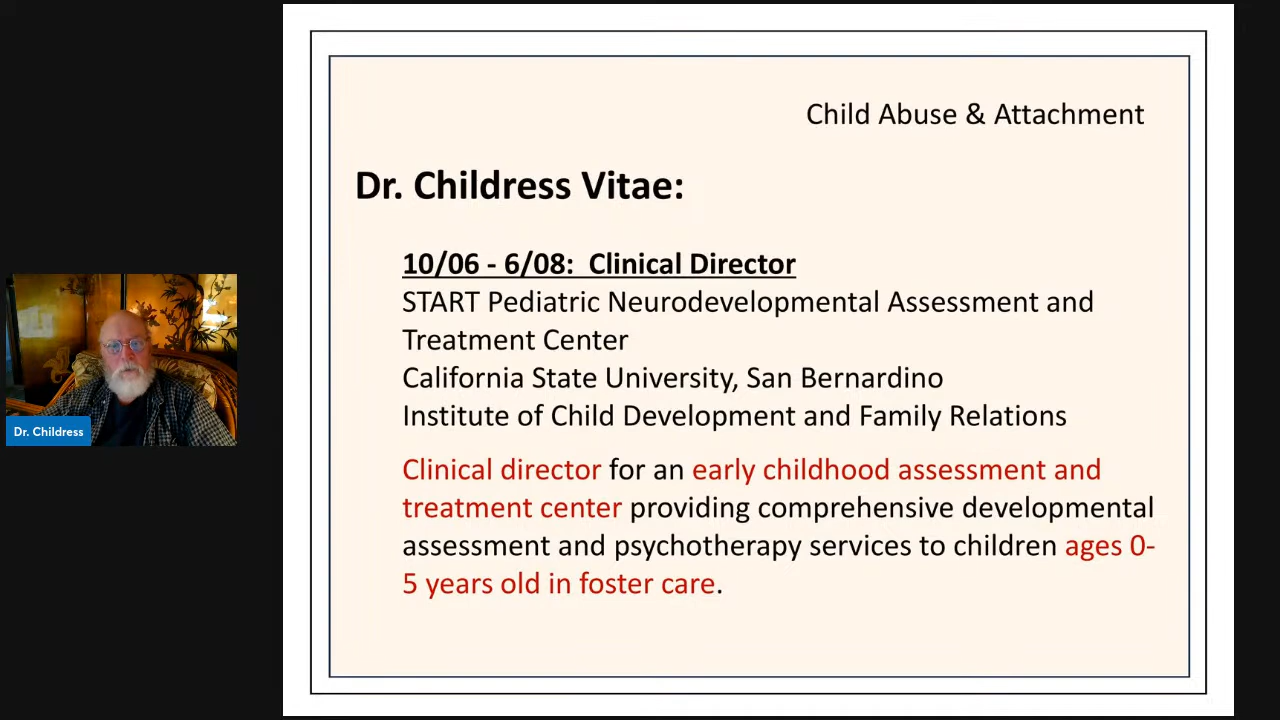 Child Abuse & Attachment
Dr. Childress Vitae:
10/06 - 6/08:  Clinical Director
START Pediatric Neurodevelopmental Assessment and
Treatment Center
California State University, San Bernardino
Institute of Child Development and Family Relations
Clinical director for an early childhood assessment and
treatment center providing comprehensive developmental
assessment and psychotherapy services to children ages 0-
5 years old in foster care.
Dr. Childress